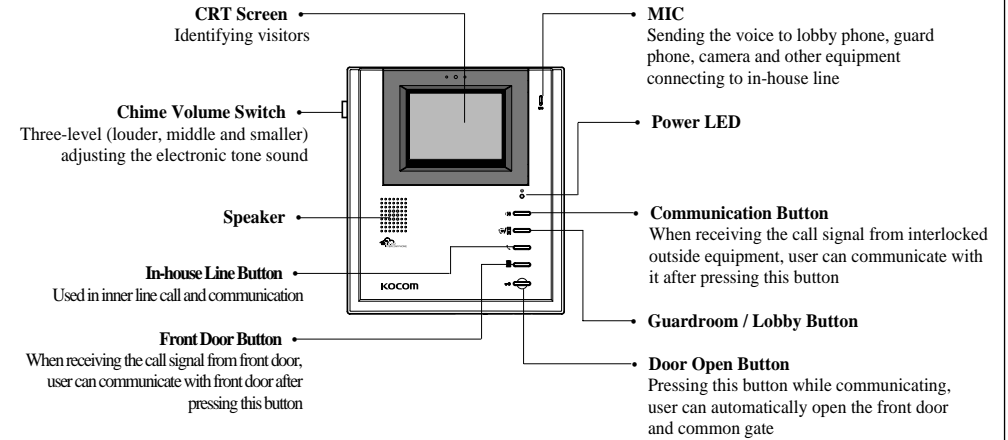 CRT Screen
Identifying visitors
Chime Volume Switch
Three-level (louder, middle and smaller)
adjusting the electronic tone sound
Speaker
In-house Line Button
Used in inner line call and communication
Front Door Button
When receiving the call signal from front door,
user can communicate with front door after
pressing this button
KOCOM
MIC
Sending the voice to lobby phone, guard
phone, camera and other equipment
connecting to in-house line
Power LED
Communication Button
When receiving the call signal from interlocked
outside equipment, user can communicate with
it after pressing this button
Guardroom / Lobby Button
Door Open Button
Pressing this button while communicating,
user can automatically open the front door
and common gate